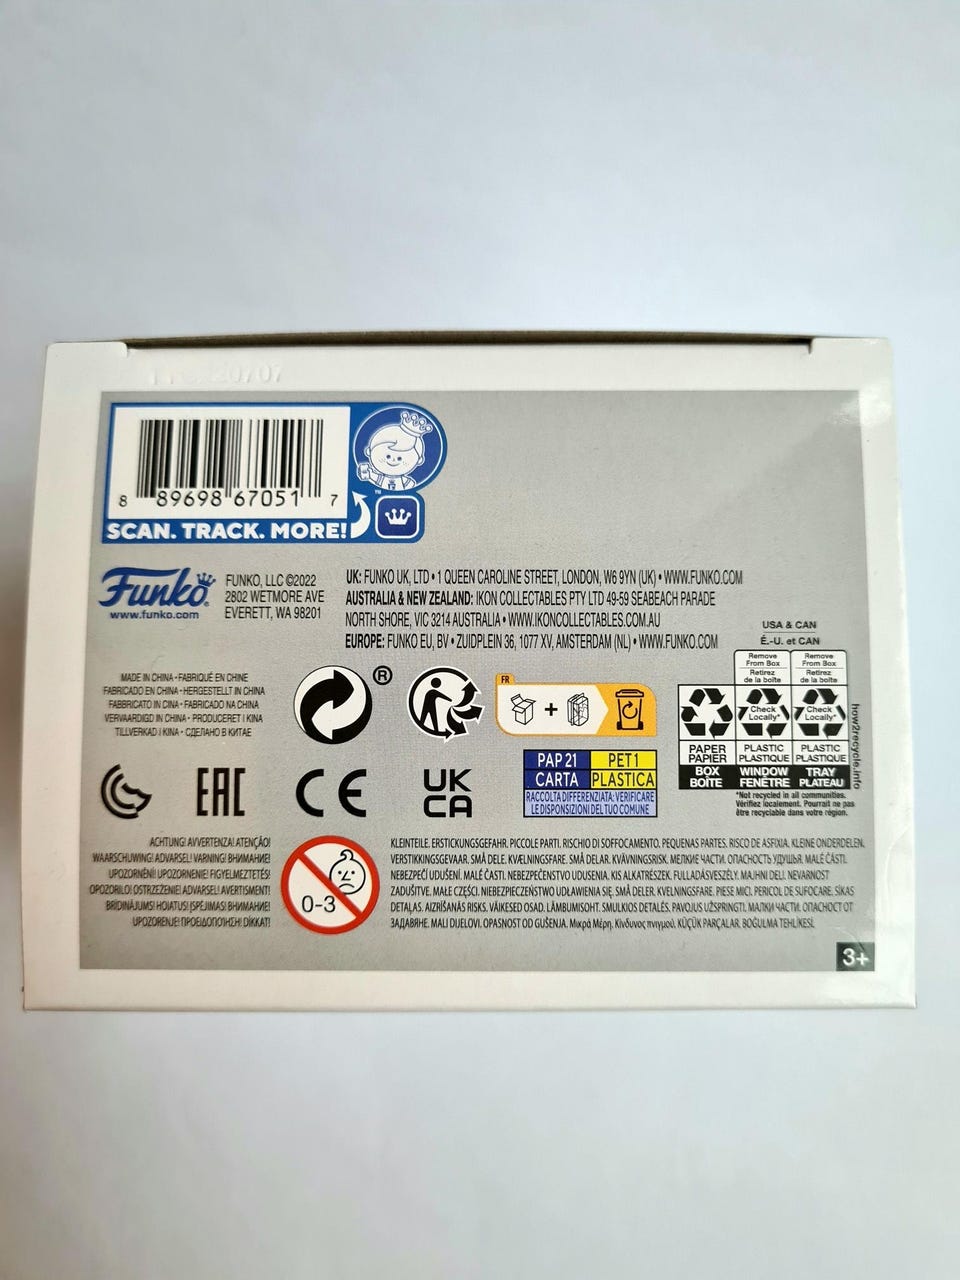 20707
8 89698 67051 7
SCAN. TRACK. MORE!
™
Funko®
www.funko.com
FUNKO, LLC ©2022
2802 WETMORE AVE
EVERETT, WA 98201
UK: FUNKO UK, LTD • 1 QUEEN CAROLINE STREET, LONDON, W6 9YN (UK) • WWW.FUNKO.COM
AUSTRALIA & NEW ZEALAND: IKON COLLECTABLES PTY LTD 49-59 SEABEACH PARADE
NORTH SHORE, VIC 3214 AUSTRALIA • WWW.IKONCOLLECTABLES.COM.AU
EUROPE: FUNKO EU, BV • ZUIDPLEIN 36, 1077 XV, AMSTERDAM (NL) • WWW.FUNKO.COM
MADE IN CHINA • FABRIQUÉ EN CHINE
FABRICADO EN CHINA • HERGESTELLT IN CHINA
FABBRICATO IN CINA • FABRICADO NA CHINA
VERVAARDIGD IN CHINA • PRODUCERET I KINA
TILLVERKAD I KINA • СДЕЛАНО В КИТАЕ
®
FR
+
USA & CAN
É.-U. et CAN
Remove
From Box
Retirez
de la boîte
Remove
From Box
Retirez
de la boîte
Check
Locally*
Check
Locally*
PAPER
PAPIER
PLASTIC
PLASTIQUE
PLASTIC
PLASTIQUE
BOX
BOÎTE
WINDOW
FENÊTRE
TRAY
PLATEAU
how2recycle.info
*Not recycled in all communities.
Vérifiez localement. Pourrait ne pas
être recyclable dans votre région.
EAC
CE
UK
CA
PAP 21
PET1
CARTA
PLASTICA
RACCOLTA DIFFERENZIATA: VERIFICARE
LE DISPOSIZIONI DEL TUO COMUNE
ACHTUNG! AVVERTENZA! ATENÇÃO!
WAARSCHUWING! ADVARSEL! VARNING! ВНИМАНИЕ!
UPOZORNĚNÍ! UPOZORNENIE! FIGYELMEZTETÉS!
OPOZORILO! OSTRZEŻENIE! ADVARSEL! AVERTISMENT!
BRĪDINĀJUMS! HOIATUS! ĮSPĖJIMAS! ВНИМАНИЕ!
UPOZORENJE! ΠΡΟΕΙΔΟΠΟΙΗΣΗ! DİKKAT!
0-3
KLEINTEILE. ERSTICKUNGSGEFAHR. PICCOLE PARTI. RISCHIO DI SOFFOCAMENTO. PEQUENAS PARTES. RISCO DE ASFIXIA. KLEINE ONDERDELEN.
VERSTIKKINGSGEVAAR. SMÅ DELE. KVÆLNINGSFARE. SMÅ DELAR. KVÄVNINGSRISK. МЕЛКИЕ ЧАСТИ. ОПАСНОСТЬ УДУШЬЯ. MALÉ ČÁSTI.
NEBEZPEČÍ UDUŠENÍ. MALÉ ČASTI. NEBEZPEČENSTVO UDUSENIA. KIS ALKATRÉSZEK. FULLADÁSVESZÉLY. MAJHNI DELI. NEVARNOST
ZADUŠITVE. MAŁE CZĘŚCI. NIEBEZPIECZEŃSTWO UDŁAWIENIA SIĘ. SMÅ DELER. KVELNINGSFARE. PIESE MICI. PERICOL DE SUFOCARE. SĪKAS
DETAĻAS. AIZRĪŠANĀS RISKS. VÄIKESED OSAD. LÄMBUMISOHT. SMULKIOS DETALĖS. PAVOJUS UŽSPRINGTI. МАЛКИ ЧАСТИ. ОПАСНОСТ ОТ
ЗАДАВЯНЕ. MALI DIJELOVI. OPASNOST OD GUŠENJA. Μικρά Μέρη. Κίνδυνος πνιγμού. KÜÇÜK PARÇALAR. BOĞULMA TEHLİKESİ.
3+